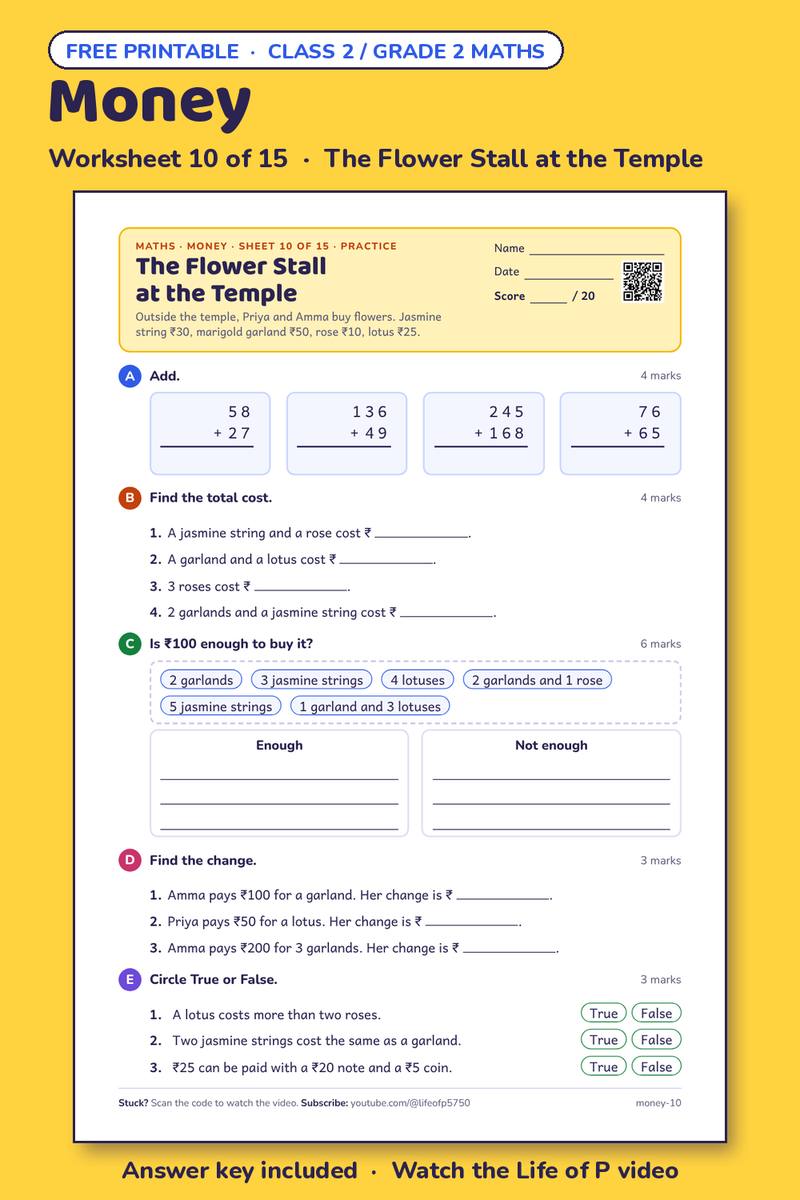 FREE PRINTABLE · CLASS 2 / GRADE 2 MATHS
Money
Worksheet 10 of 15 · The Flower Stall at the Temple
MATHS · MONEY · SHEET 10 OF 15 · PRACTICE
The Flower Stall
at the Temple
Outside the temple, Priya and Amma buy flowers. Jasmine
string ₹30, marigold garland ₹50, rose ₹10, lotus ₹25.
Name ____________________
Date ____________
Score _____ / 20
A Add. 4 marks
58 136 245 76
+ 27 + 49 + 168 + 65
B Find the total cost. 4 marks
1. A jasmine string and a rose cost ₹ ____________.
2. A garland and a lotus cost ₹ ____________.
3. 3 roses cost ₹ ____________.
4. 2 garlands and a jasmine string cost ₹ ____________.
C Is ₹100 enough to buy it? 6 marks
2 garlands 3 jasmine strings 4 lotuses 2 garlands and 1 rose
5 jasmine strings 1 garland and 3 lotuses
Enough Not enough
D Find the change. 3 marks
1. Amma pays ₹100 for a garland. Her change is ₹ ____________.
2. Priya pays ₹50 for a lotus. Her change is ₹ ____________.
3. Amma pays ₹200 for 3 garlands. Her change is ₹ ____________.
E Circle True or False. 3 marks
1. A lotus costs more than two roses. True False
2. Two jasmine strings cost the same as a garland. True False
3. ₹25 can be paid with a ₹20 note and a ₹5 coin. True False
Stuck? Scan the code to watch the video. Subscribe: youtube.com/@lifeofp5750 money-10
Answer key included · Watch the Life of P video